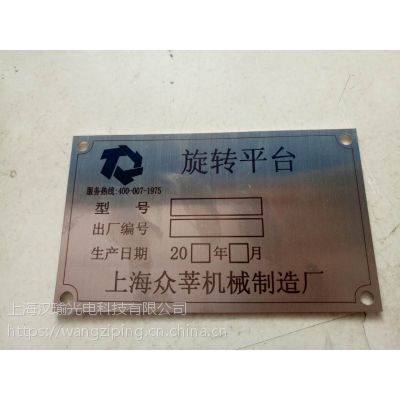 旋转平台
服务热线:400-007-1975
型 号
出厂编号
生产日期 20□年□月
上海众莘机械制造厂
上海汉瑜光电科技有限公司
https://wangziping.cn.china.cn